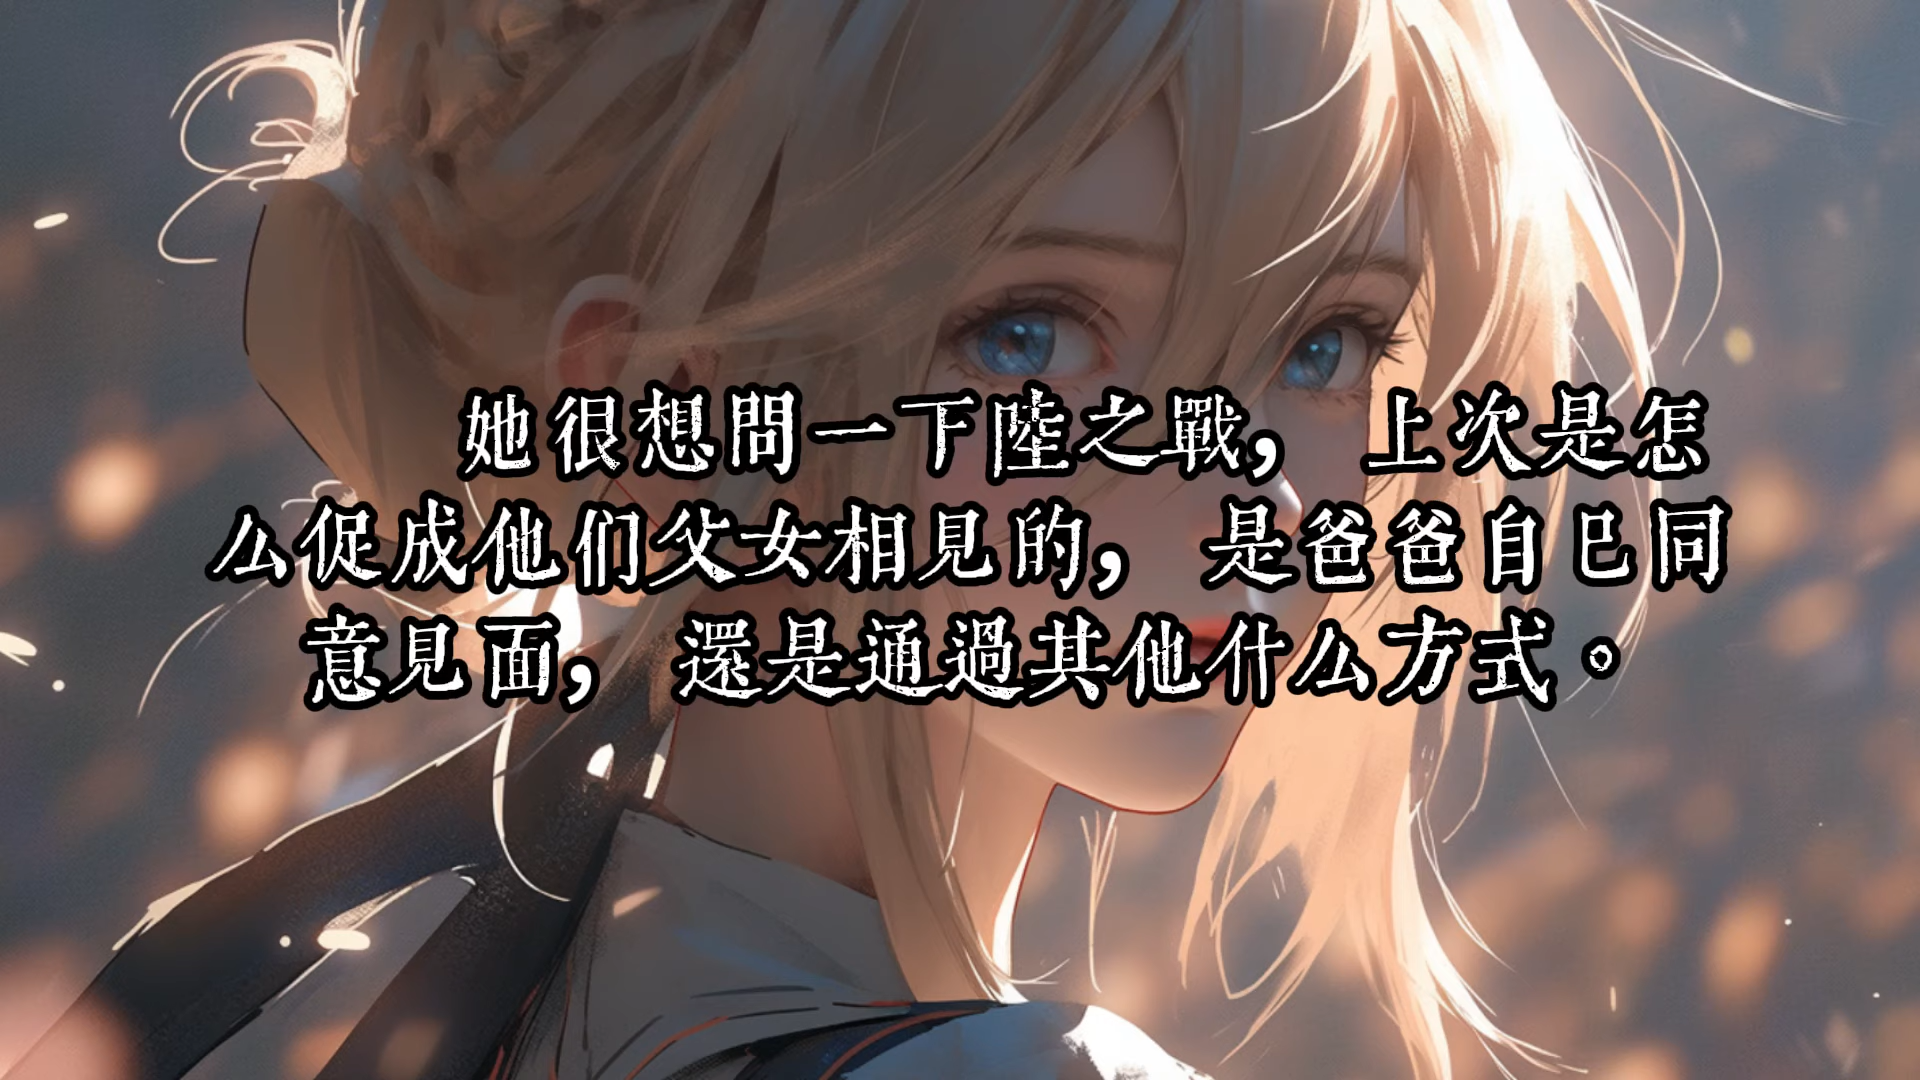 她很想問一下陸之戰，上次是怎
么促成他们父女相見的，是爸爸自己同
意見面，還是通過其他什么方式。